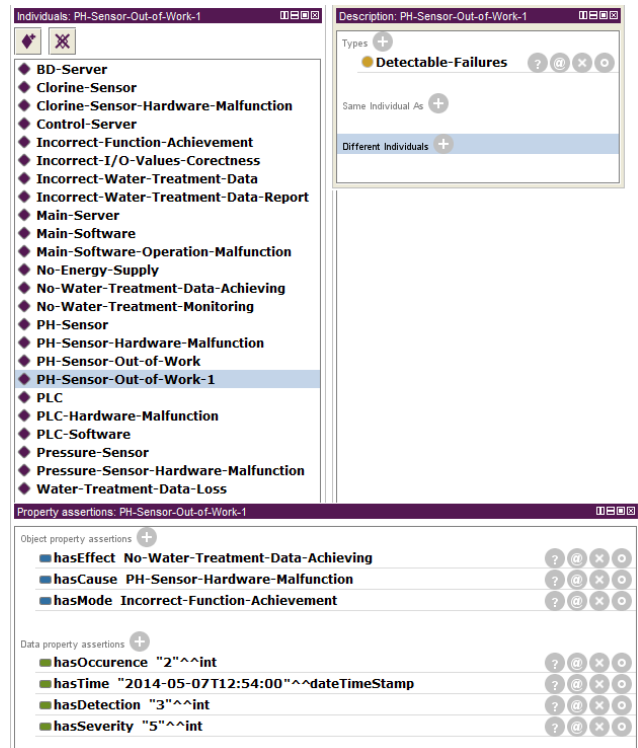 Individuals: PH-Sensor-Out-of-Work-1
BD-Server
Clorine-Sensor
Clorine-Sensor-Hardware-Malfunction
Control-Server
Incorrect-Function-Achievement
Incorrect-I/O-Values-Corectness
Incorrect-Water-Treatment-Data
Incorrect-Water-Treatment-Data-Report
Main-Server
Main-Software
Main-Software-Operation-Malfunction
No-Energy-Supply
No-Water-Treatment-Data-Achieving
No-Water-Treatment-Monitoring
PH-Sensor
PH-Sensor-Hardware-Malfunction
PH-Sensor-Out-of-Work
PH-Sensor-Out-of-Work-1
PLC
PLC-Hardware-Malfunction
PLC-Software
Pressure-Sensor
Pressure-Sensor-Hardware-Malfunction
Water-Treatment-Data-Loss
Description: PH-Sensor-Out-of-Work-1
Types
Detectable-Failures ? @ X O
Same Individual As
Different Individuals
Property assertions: PH-Sensor-Out-of-Work-1
Object property assertions
hasEffect No-Water-Treatment-Data-Achieving ? @ X O
hasCause PH-Sensor-Hardware-Malfunction ? @ X O
hasMode Incorrect-Function-Achievement ? @ X O
Data property assertions
hasOccurence "2"^^int ? @ X O
hasTime "2014-05-07T12:54:00"^^dateTimeStamp ? @ X O
hasDetection "3"^^int ? @ X O
hasSeverity "5"^^int ? @ X O